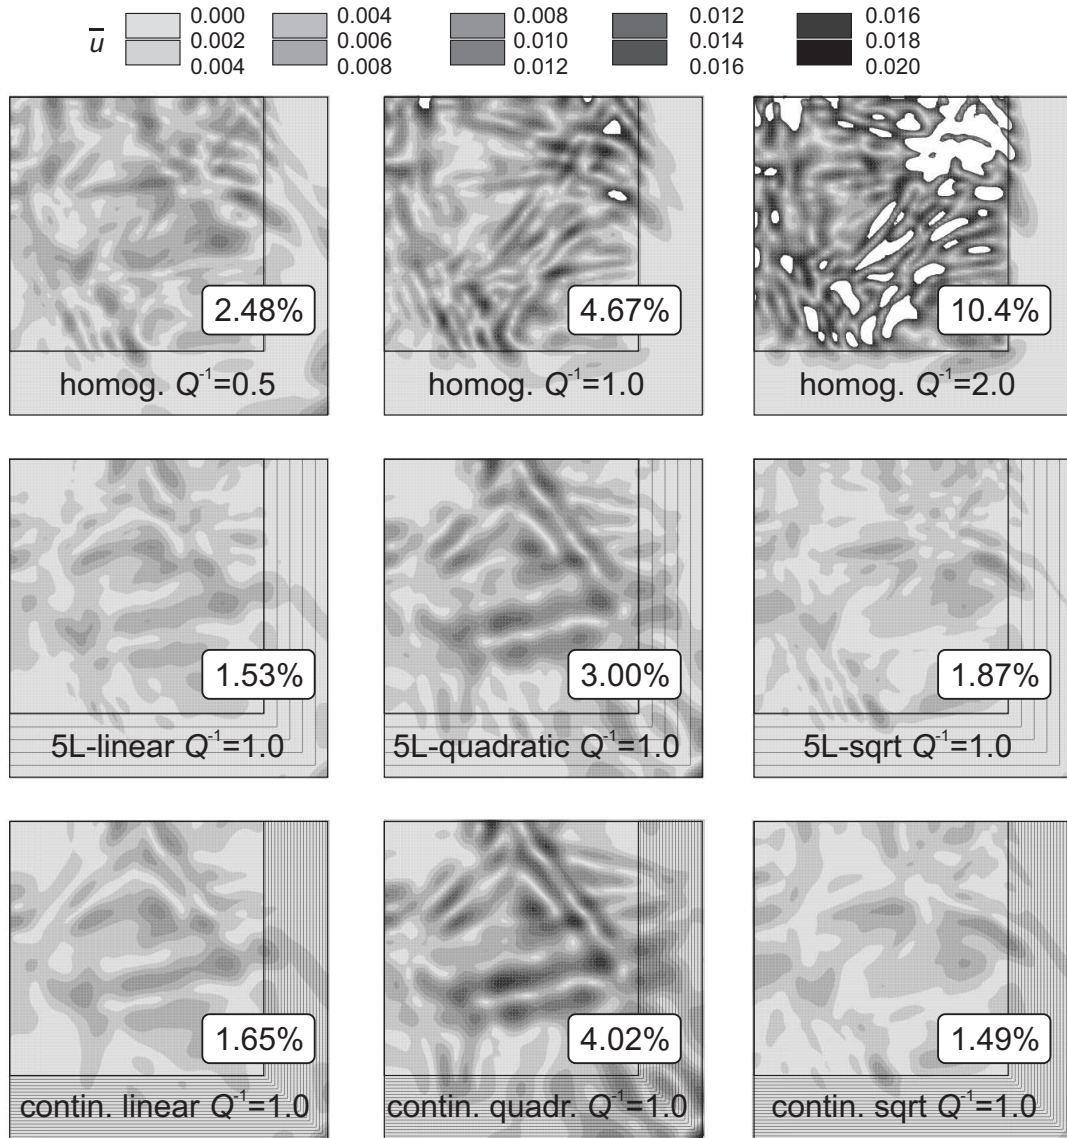 u̅
0.000 0.004 0.008 0.012 0.016
0.002 0.006 0.010 0.014 0.018
0.004 0.008 0.012 0.016 0.020
2.48%
homog. Q⁻¹=0.5
4.67%
homog. Q⁻¹=1.0
10.4%
homog. Q⁻¹=2.0
1.53%
5L-linear Q⁻¹=1.0
3.00%
5L-quadratic Q⁻¹=1.0
1.87%
5L-sqrt Q⁻¹=1.0
1.65%
contin. linear Q⁻¹=1.0
4.02%
contin. quadr. Q⁻¹=1.0
1.49%
contin. sqrt Q⁻¹=1.0